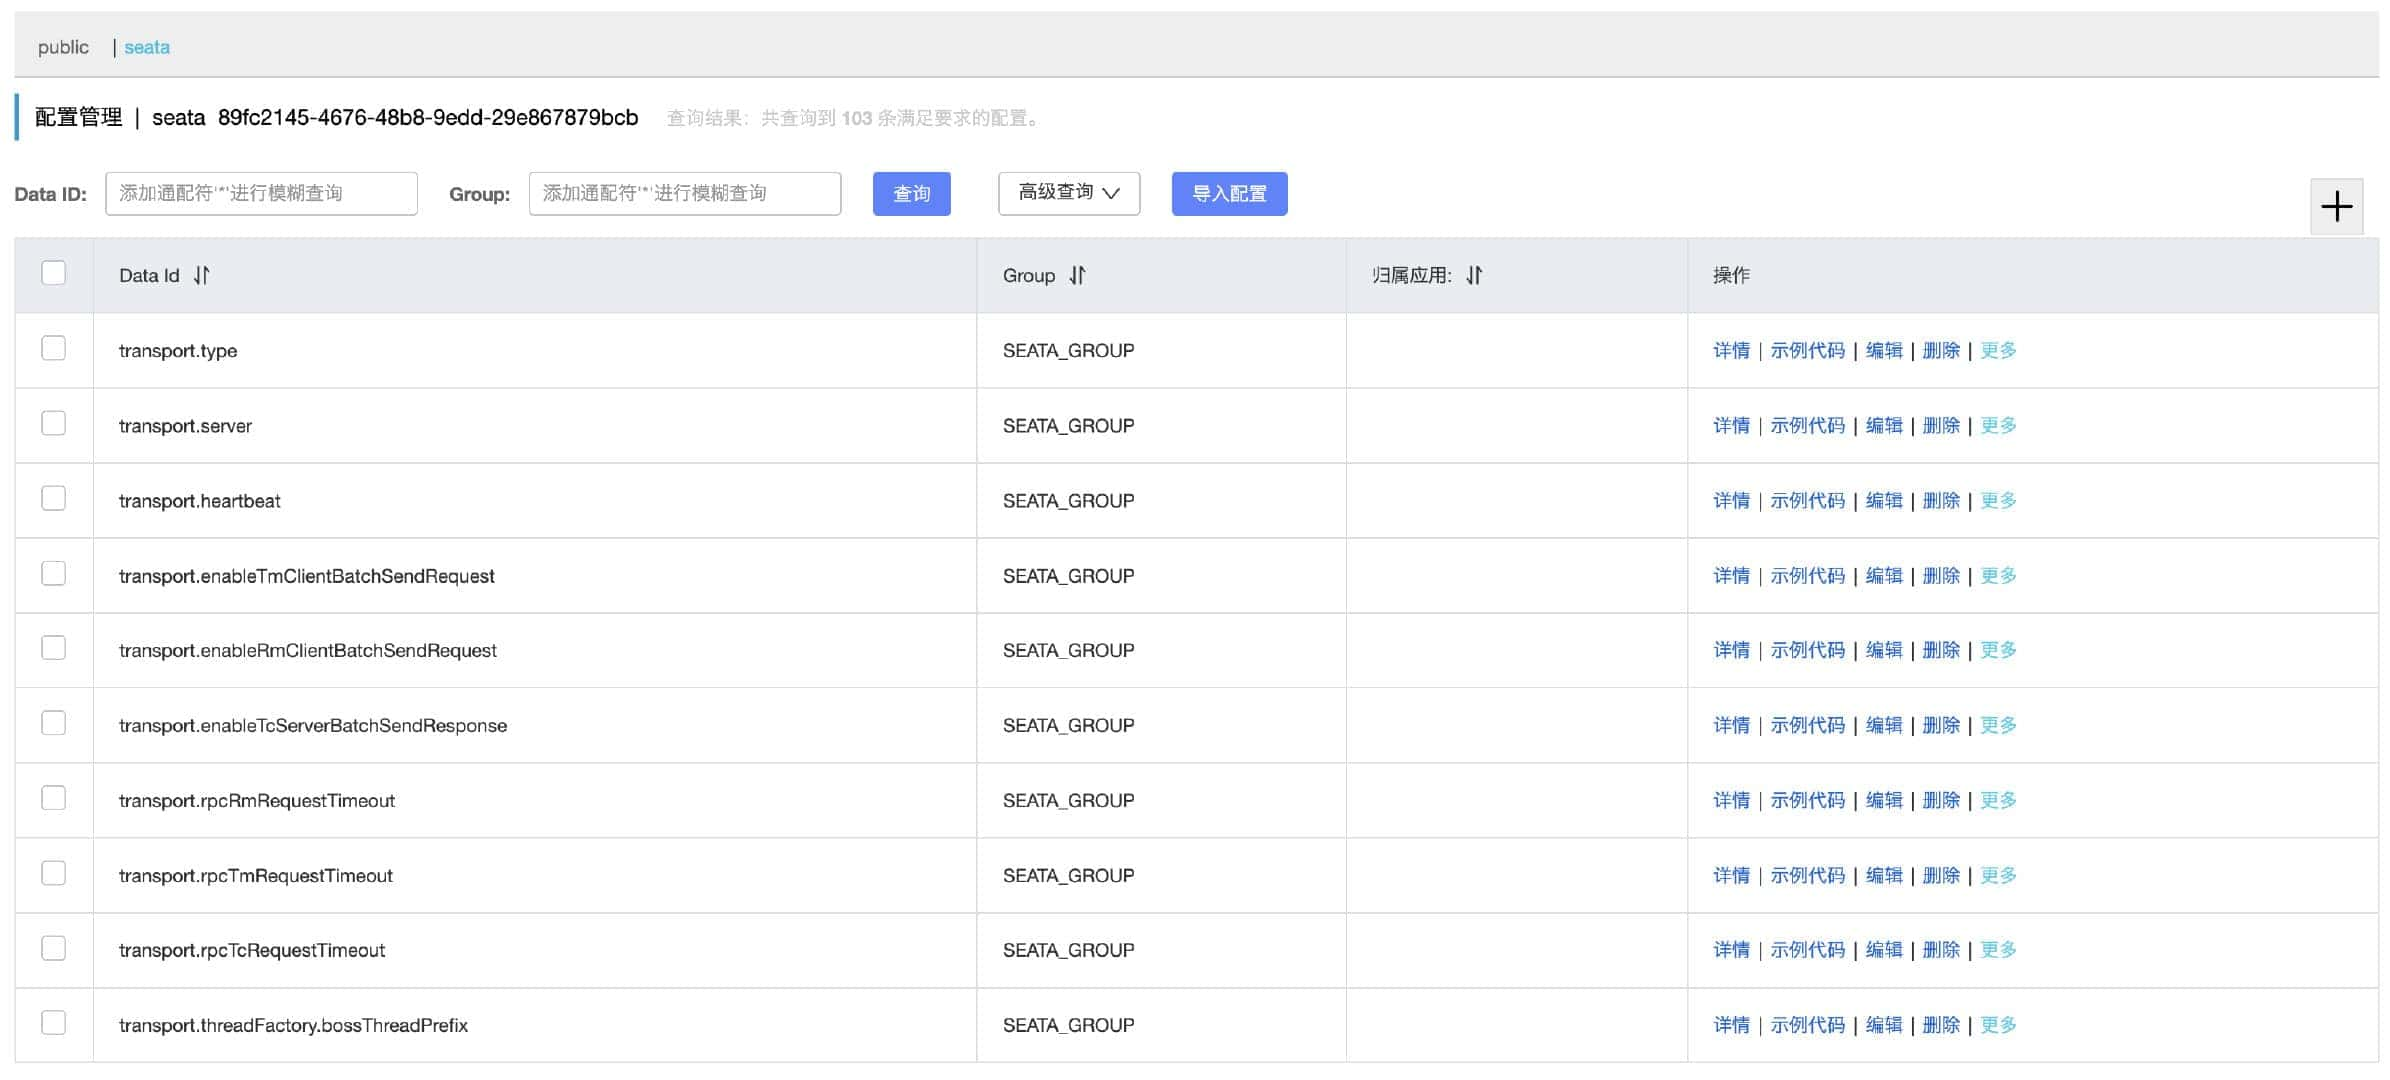 public | seata
配置管理 | seata 89fc2145-4676-48b8-9edd-29e867879bcb 查询结果：共查询到 103 条满足要求的配置。
Data ID: 添加通配符'*'进行模糊查询 Group: 添加通配符'*'进行模糊查询 查询 高级查询 导入配置
Data Id Group 归属应用: 操作
transport.type SEATA_GROUP 详情 | 示例代码 | 编辑 | 删除 | 更多
transport.server SEATA_GROUP 详情 | 示例代码 | 编辑 | 删除 | 更多
transport.heartbeat SEATA_GROUP 详情 | 示例代码 | 编辑 | 删除 | 更多
transport.enableTmClientBatchSendRequest SEATA_GROUP 详情 | 示例代码 | 编辑 | 删除 | 更多
transport.enableRmClientBatchSendRequest SEATA_GROUP 详情 | 示例代码 | 编辑 | 删除 | 更多
transport.enableTcServerBatchSendResponse SEATA_GROUP 详情 | 示例代码 | 编辑 | 删除 | 更多
transport.rpcRmRequestTimeout SEATA_GROUP 详情 | 示例代码 | 编辑 | 删除 | 更多
transport.rpcTmRequestTimeout SEATA_GROUP 详情 | 示例代码 | 编辑 | 删除 | 更多
transport.rpcTcRequestTimeout SEATA_GROUP 详情 | 示例代码 | 编辑 | 删除 | 更多
transport.threadFactory.bossThreadPrefix SEATA_GROUP 详情 | 示例代码 | 编辑 | 删除 | 更多